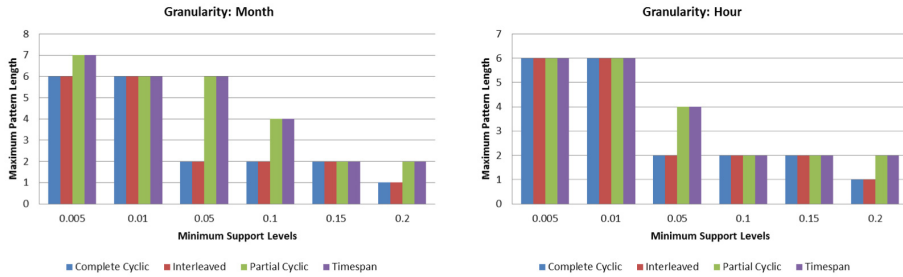 Granularity: Month
Maximum Pattern Length
8
7
6
5
4
3
2
1
0
0.005 0.01 0.05 0.1 0.15 0.2
Minimum Support Levels
Complete Cyclic Interleaved Partial Cyclic Timespan
Granularity: Hour
Maximum Pattern Length
7
6
5
4
3
2
1
0
0.005 0.01 0.05 0.1 0.15 0.2
Minimum Support Levels
Complete Cyclic Interleaved Partial Cyclic Timespan